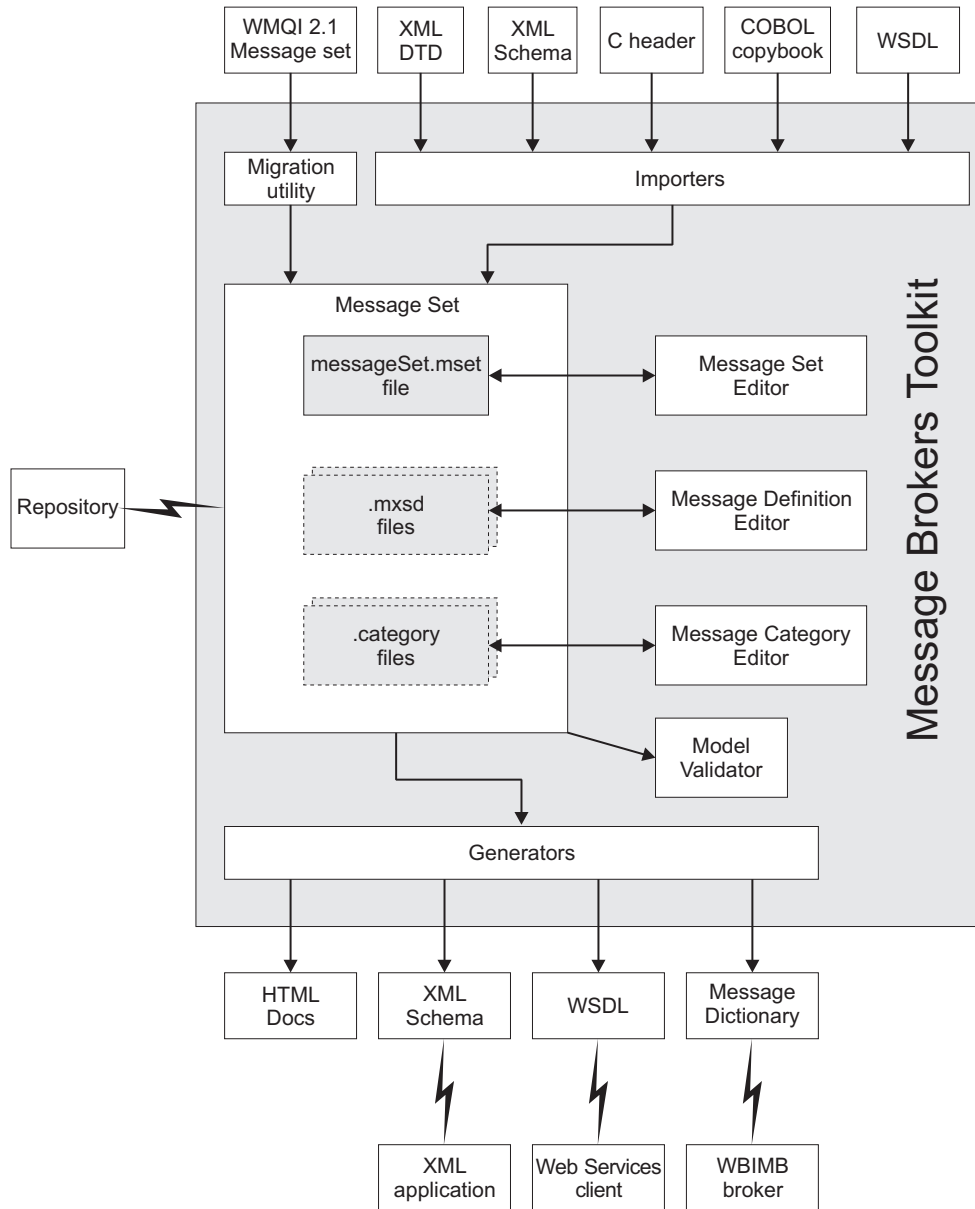 WMQI 2.1
Message set
XML
DTD
XML
Schema
C header
COBOL
copybook
WSDL
Migration
utility
Importers
Message Set
messageSet.mset
file
Message Set
Editor
Repository
.mxsd
files
Message Definition
Editor
.category
files
Message Category
Editor
Model
Validator
Message Brokers Toolkit
Generators
HTML
Docs
XML
Schema
WSDL
Message
Dictionary
XML
application
Web Services
client
WBIMB
broker